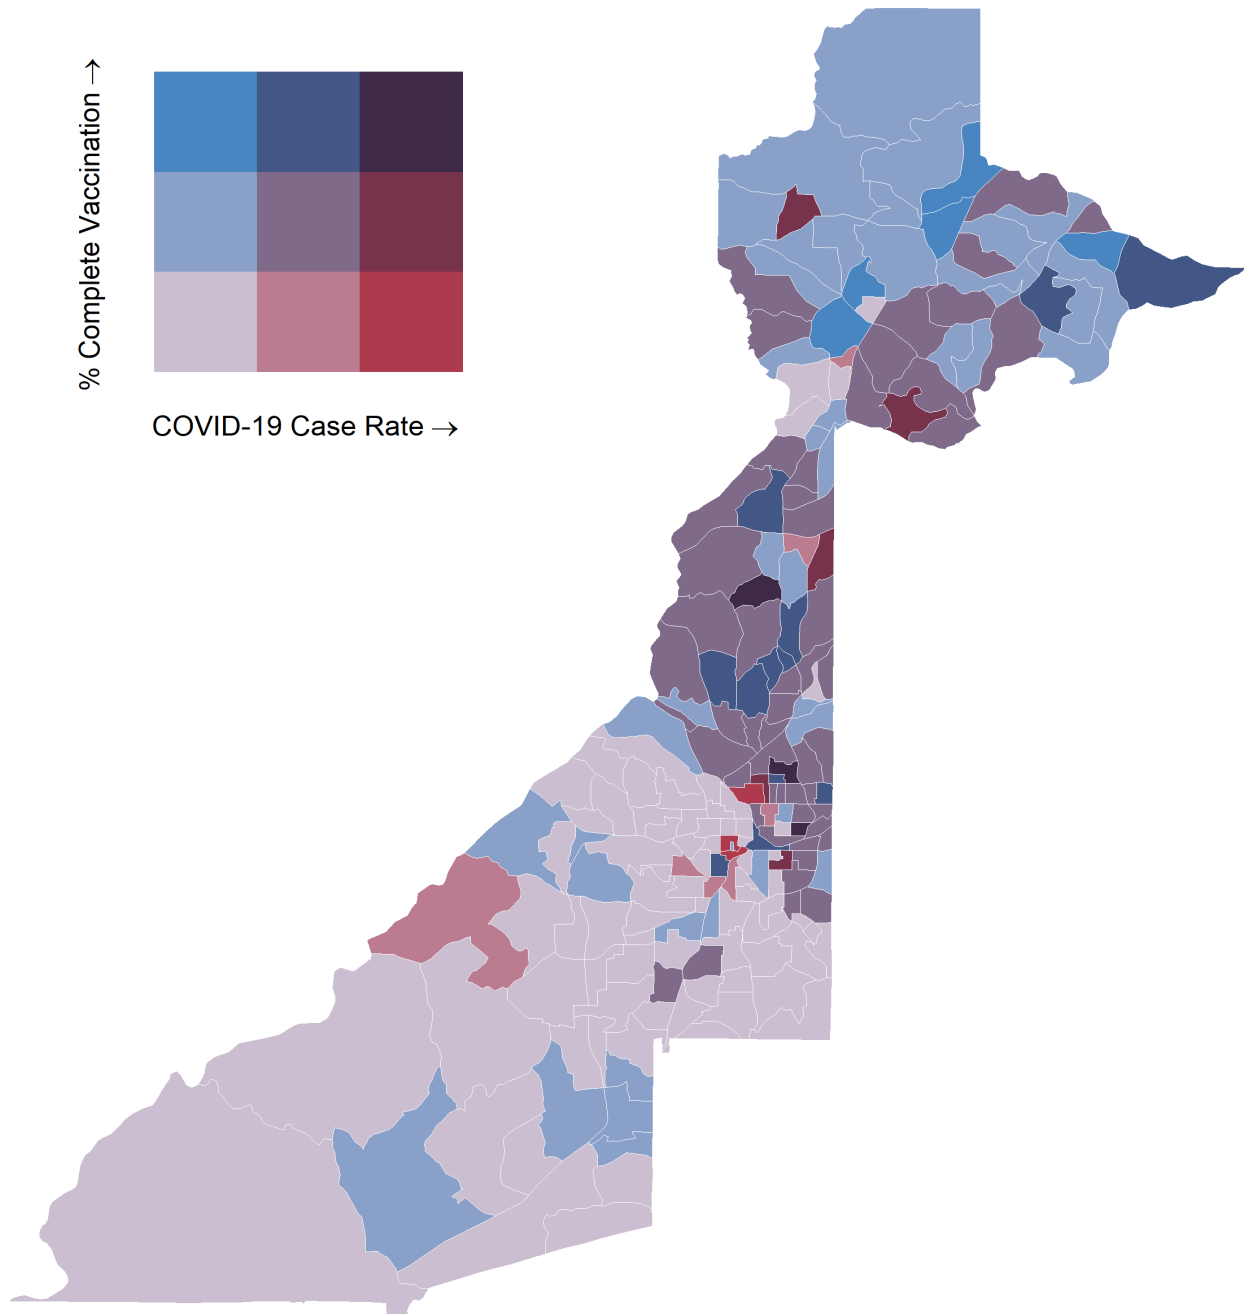 % Complete Vaccination →
COVID-19 Case Rate →